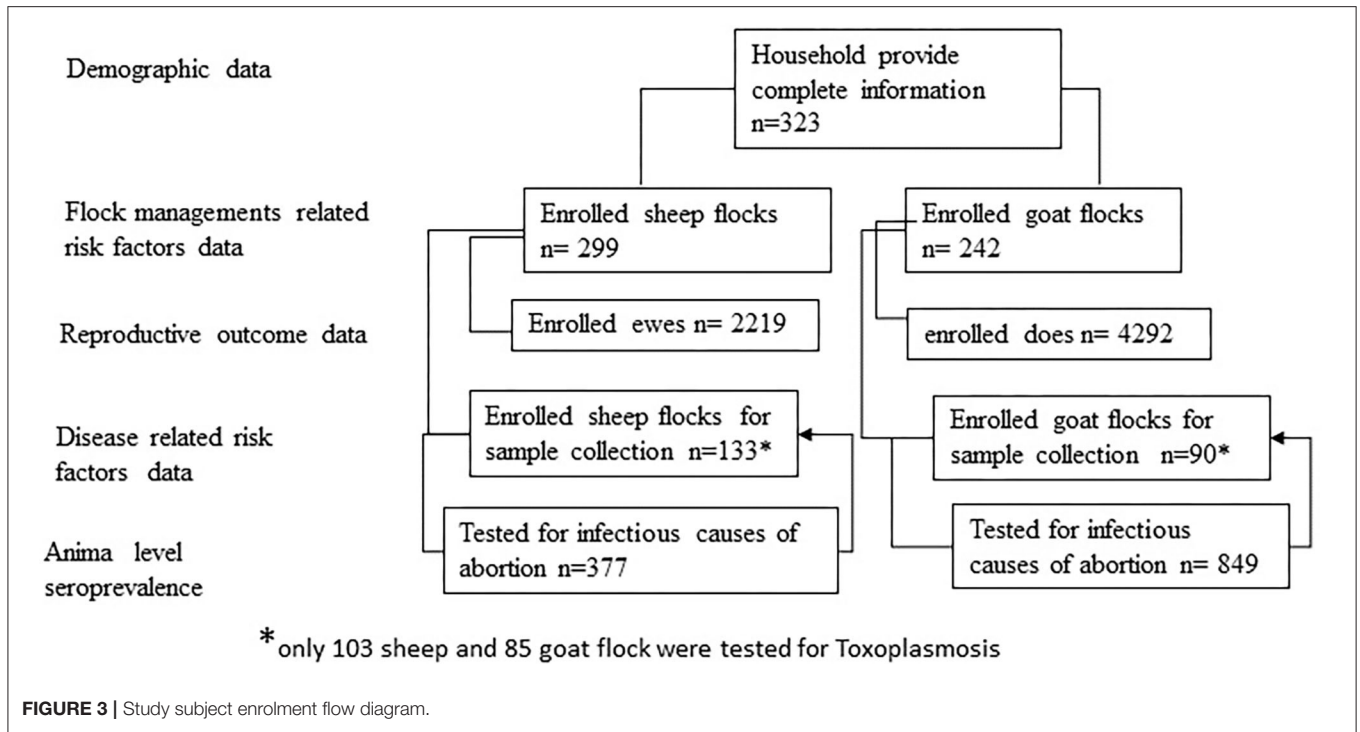 Demographic data
Household provide
complete information
n=323
Flock managements related
risk factors data
Enrolled sheep flocks
n= 299
Enrolled goat flocks
n= 242
Reproductive outcome data
Enrolled ewes n= 2219
enrolled does n= 4292
Disease related risk
factors data
Enrolled sheep flocks for
sample collection n=133*
Enrolled goat flocks for
sample collection n=90*
Anima level
seroprevalence
Tested for infectious causes of
abortion n=377
Tested for infectious
causes of abortion n= 849
*only 103 sheep and 85 goat flock were tested for Toxoplasmosis
FIGURE 3 | Study subject enrolment flow diagram.